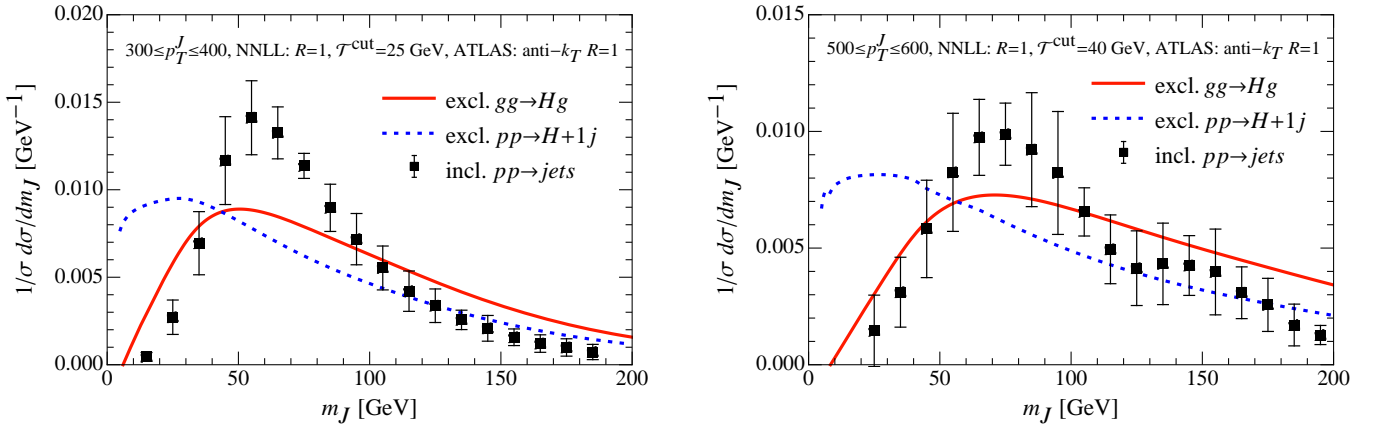 300≤p_T^J≤400, NNLL: R=1, 𝒯^cut=25 GeV, ATLAS: anti−k_T R=1
excl. gg→Hg
excl. pp→H+1j
incl. pp→jets
1/σ dσ/dm_J [GeV⁻¹]
0.020
0.015
0.010
0.005
0.000
0 50 100 150 200
m_J [GeV]
500≤p_T^J≤600, NNLL: R=1, 𝒯^cut=40 GeV, ATLAS: anti−k_T R=1
excl. gg→Hg
excl. pp→H+1j
incl. pp→jets
1/σ dσ/dm_J [GeV⁻¹]
0.015
0.010
0.005
0.000
0 50 100 150 200
m_J [GeV]